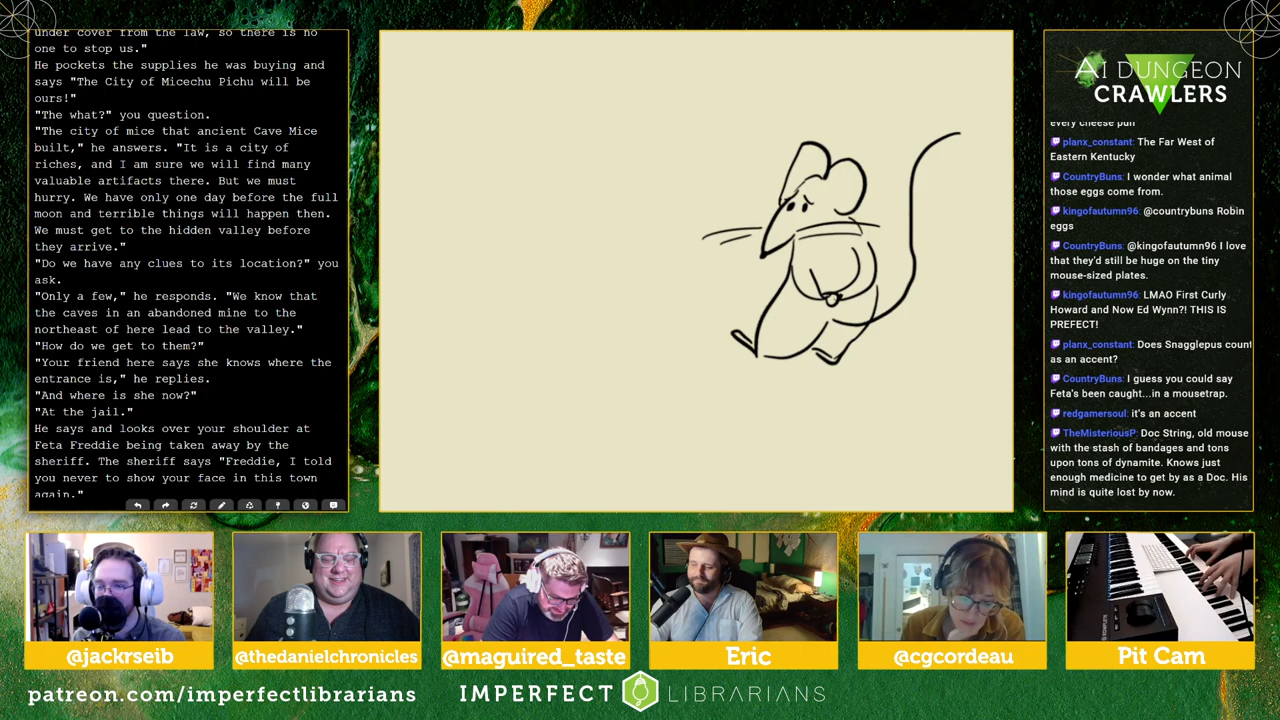 under cover from the law, so there is no
one to stop us."
He pockets the supplies he was buying and
says "The City of Micechu Pichu will be
ours!"
"The what?" you question.
"The city of mice that ancient Cave Mice
built," he answers. "It is a city of
riches, and I am sure we will find many
valuable artifacts there. But we must
hurry. We have only one day before the full
moon and terrible things will happen then.
We must get to the hidden valley before
they arrive."
"Do we have any clues to its location?" you
ask.
"Only a few," he responds. "We know that
the caves in an abandoned mine to the
northeast of here lead to the valley."
"How do we get to them?"
"Your friend here says she knows where the
entrance is," he replies.
"And where is she now?"
"At the jail."
He says and looks over your shoulder at
Feta Freddie being taken away by the
sheriff. The sheriff says "Freddie, I told
you never to show your face in this town
again."
AI DUNGEON
CRAWLERS
every cheese pun
planx_constant: The Far West of
Eastern Kentucky
CountryBuns: I wonder what animal
those eggs come from.
kingofautumn96: @countrybuns Robin
eggs
CountryBuns: @kingofautumn96 I love
that they'd still be huge on the tiny
mouse-sized plates.
kingofautumn96: LMAO First Curly
Howard and Now Ed Wynn?! THIS IS
PREFECT!
planx_constant: Does Snagglepus count
as an accent?
CountryBuns: I guess you could say
Feta's been caught...in a mousetrap.
redgamersoul: it's an accent
TheMisteriousP: Doc String, old mouse
with the stash of bandages and tons
upon tons of dynamite. Knows just
enough medicine to get by as a Doc. His
mind is quite lost by now.
@jackrseib
@thedanielchronicles
@maguired_taste
Eric
@cgcordeau
Pit Cam
patreon.com/imperfectlibrarians
IMPERFECT LIBRARIANS